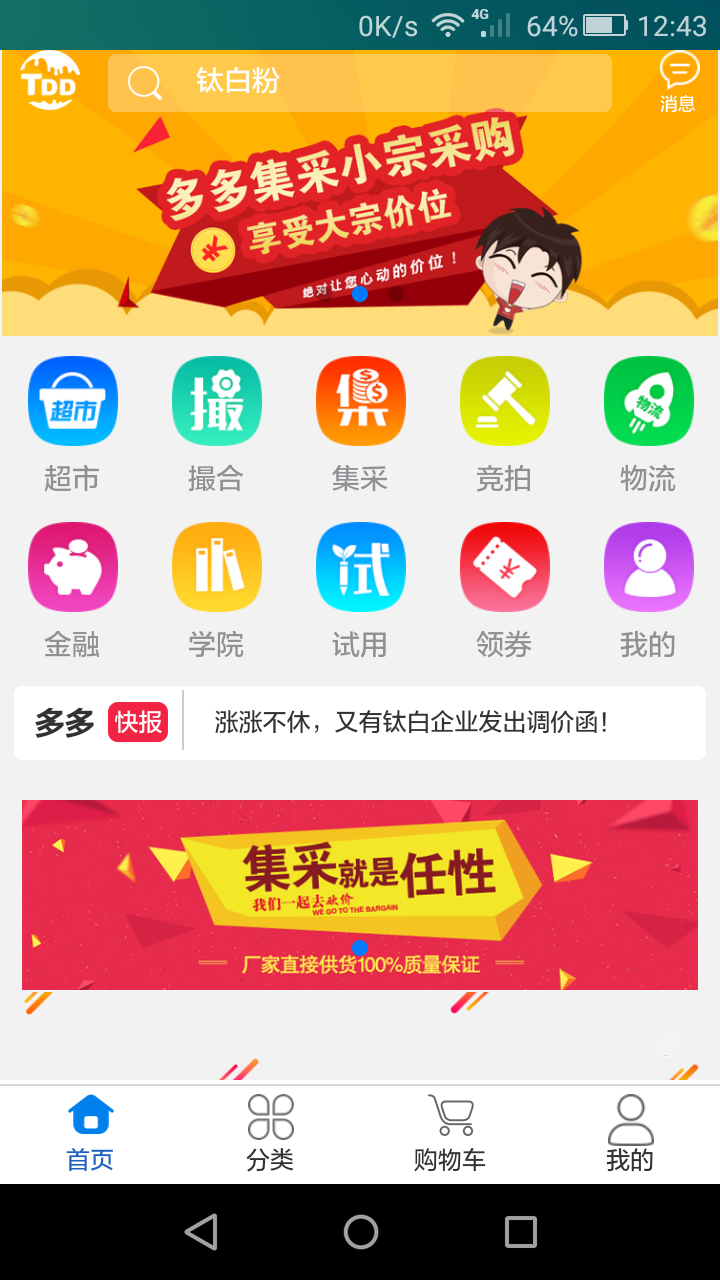 0K/s 4G 64% 12:43
TDD
钛白粉
消息
多多集采小宗采购
享受大宗价位
绝对让您心动的价位！
超市
撮
集
物流
超市 撮合 集采 竞拍 物流
试
金融 学院 试用 领券 我的
多多 快报 涨涨不休，又有钛白企业发出调价函！
集采就是任性
我们一起去砍价
WE GO TO THE BARGAIN
厂家直接供货100%质量保证
首页 分类 购物车 我的